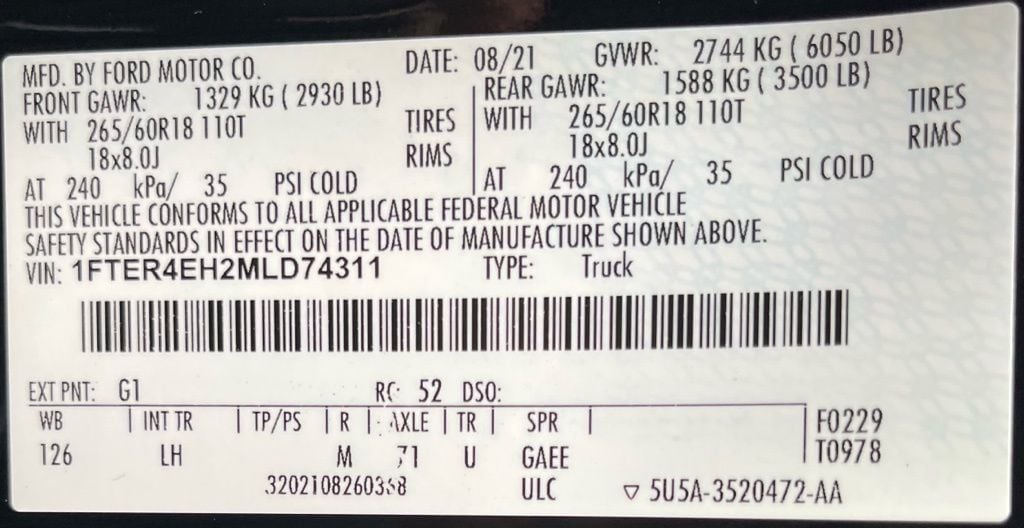 MFD. BY FORD MOTOR CO. DATE: 08/21 GVWR: 2744 KG ( 6050 LB)
FRONT GAWR: 1329 KG ( 2930 LB) REAR GAWR: 1588 KG ( 3500 LB)
WITH 265/60R18 110T TIRES WITH 265/60R18 110T TIRES
18x8.0J RIMS 18x8.0J RIMS
AT 240 kPa/ 35 PSI COLD AT 240 kPa/ 35 PSI COLD
THIS VEHICLE CONFORMS TO ALL APPLICABLE FEDERAL MOTOR VEHICLE
SAFETY STANDARDS IN EFFECT ON THE DATE OF MANUFACTURE SHOWN ABOVE.
VIN: 1FTER4EH2MLD74311 TYPE: Truck
EXT PNT: G1 RC: 52 DSO:
WB INT TR TP/PS R AXLE TR SPR F0229
126 LH M 71 U GAEE T0978
ULC ▽ 5U5A-3520472-AA